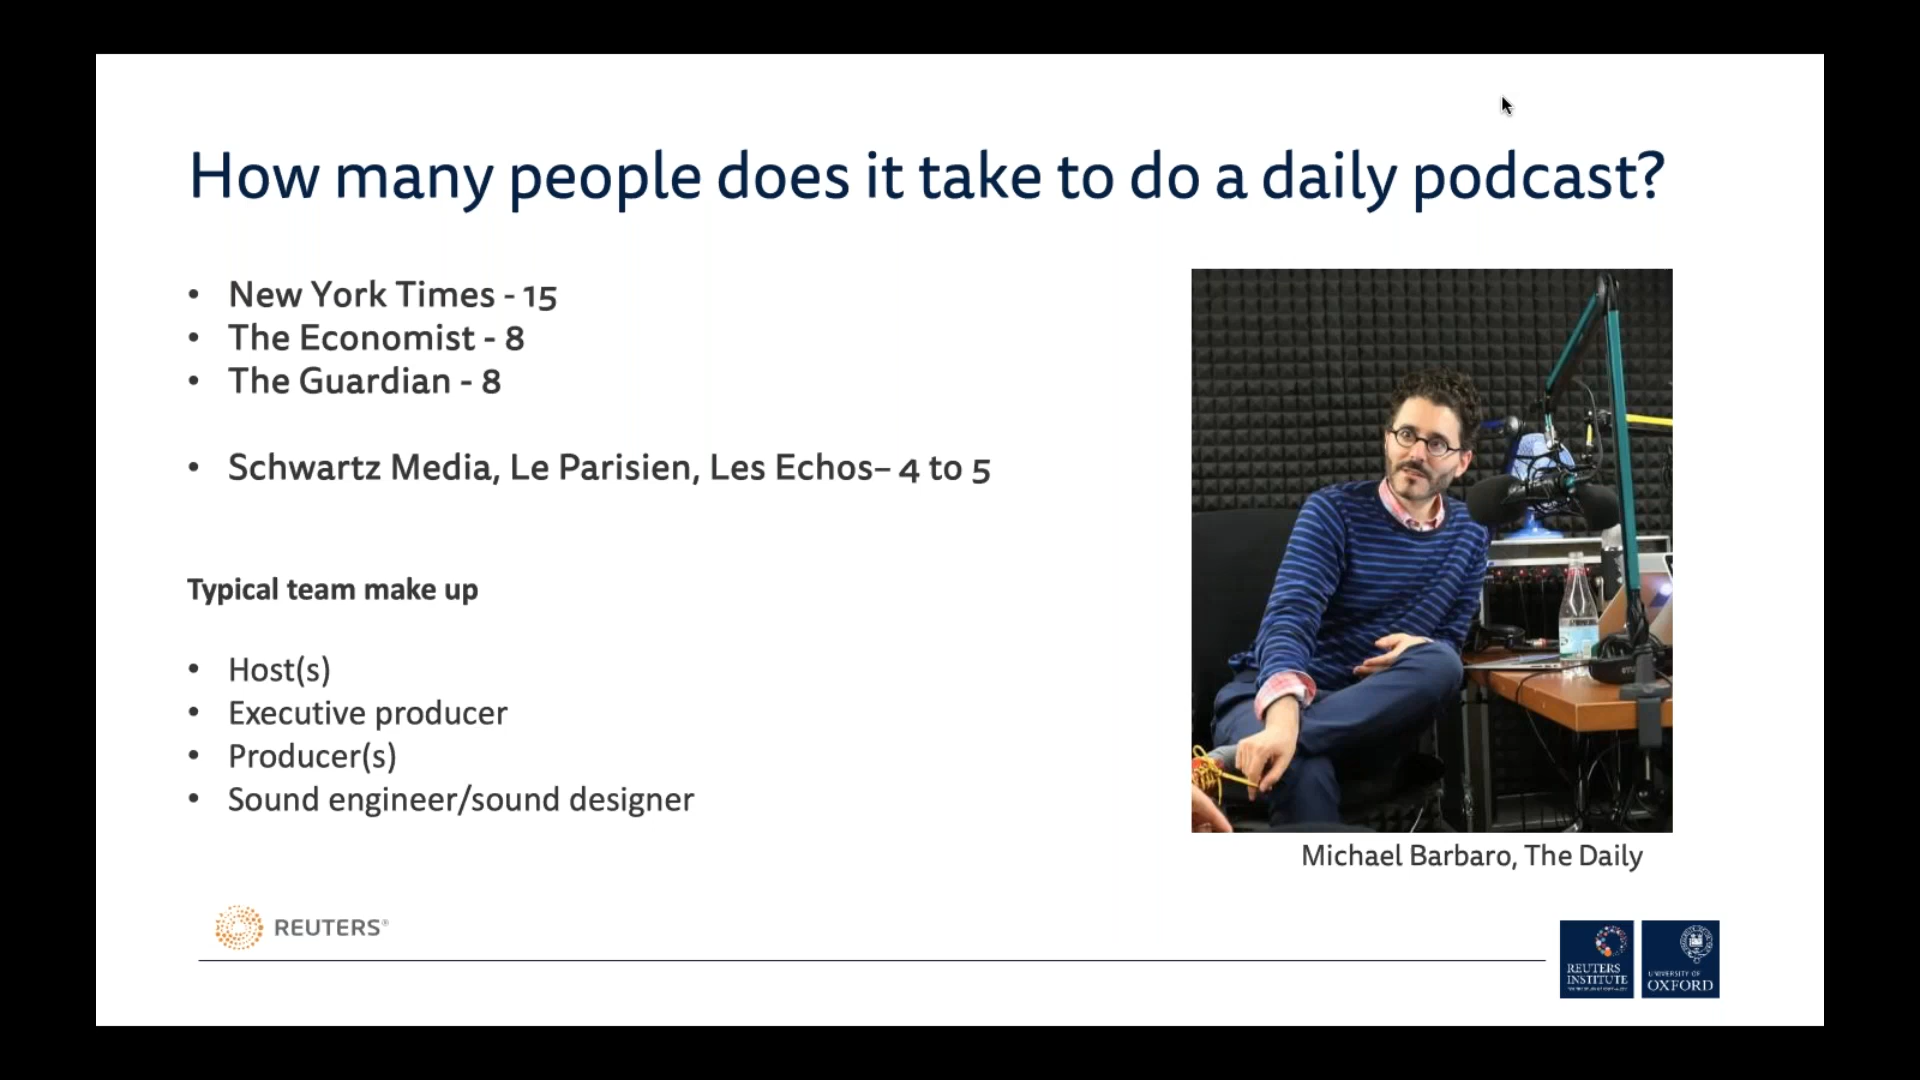 How many people does it take to do a daily podcast?
• New York Times - 15
• The Economist - 8
• The Guardian - 8
• Schwartz Media, Le Parisien, Les Echos– 4 to 5
Typical team make up
• Host(s)
• Executive producer
• Producer(s)
• Sound engineer/sound designer
Michael Barbaro, The Daily
REUTERS®
REUTERS
INSTITUTE
UNIVERSITY OF
OXFORD